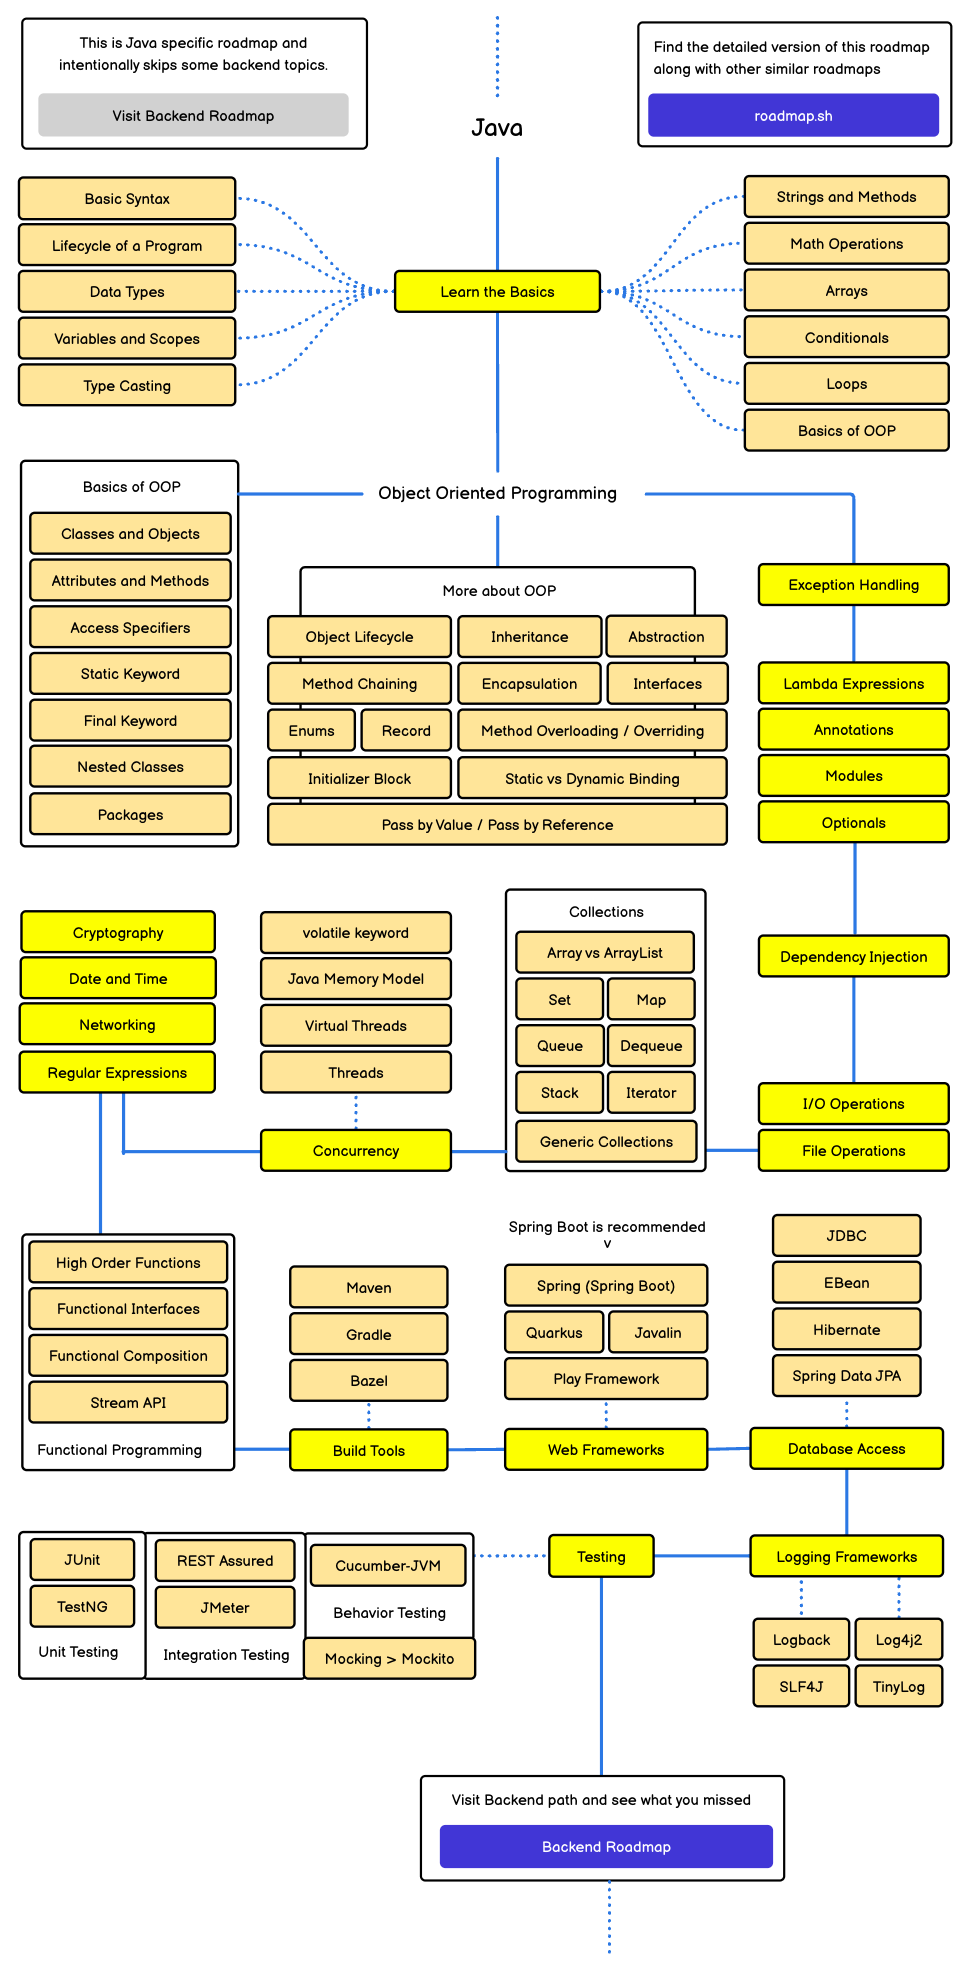 This is Java specific roadmap and
intentionally skips some backend topics.
Visit Backend Roadmap
Find the detailed version of this roadmap
along with other similar roadmaps
roadmap.sh
Java
Basic Syntax
Lifecycle of a Program
Data Types
Variables and Scopes
Type Casting
Learn the Basics
Strings and Methods
Math Operations
Arrays
Conditionals
Loops
Basics of OOP
Basics of OOP
Classes and Objects
Attributes and Methods
Access Specifiers
Static Keyword
Final Keyword
Nested Classes
Packages
Object Oriented Programming
More about OOP
Object Lifecycle
Inheritance
Abstraction
Method Chaining
Encapsulation
Interfaces
Enums
Record
Method Overloading / Overriding
Initializer Block
Static vs Dynamic Binding
Pass by Value / Pass by Reference
Exception Handling
Lambda Expressions
Annotations
Modules
Optionals
Dependency Injection
I/O Operations
File Operations
Collections
Array vs ArrayList
Set
Map
Queue
Dequeue
Stack
Iterator
Generic Collections
volatile keyword
Java Memory Model
Virtual Threads
Threads
Concurrency
Cryptography
Date and Time
Networking
Regular Expressions
High Order Functions
Functional Interfaces
Functional Composition
Stream API
Functional Programming
Maven
Gradle
Bazel
Build Tools
Spring Boot is recommended
v
Spring (Spring Boot)
Quarkus
Javalin
Play Framework
Web Frameworks
JDBC
EBean
Hibernate
Spring Data JPA
Database Access
Logging Frameworks
Logback
Log4j2
SLF4J
TinyLog
Testing
JUnit
TestNG
Unit Testing
REST Assured
JMeter
Integration Testing
Cucumber-JVM
Behavior Testing
Mocking > Mockito
Visit Backend path and see what you missed
Backend Roadmap